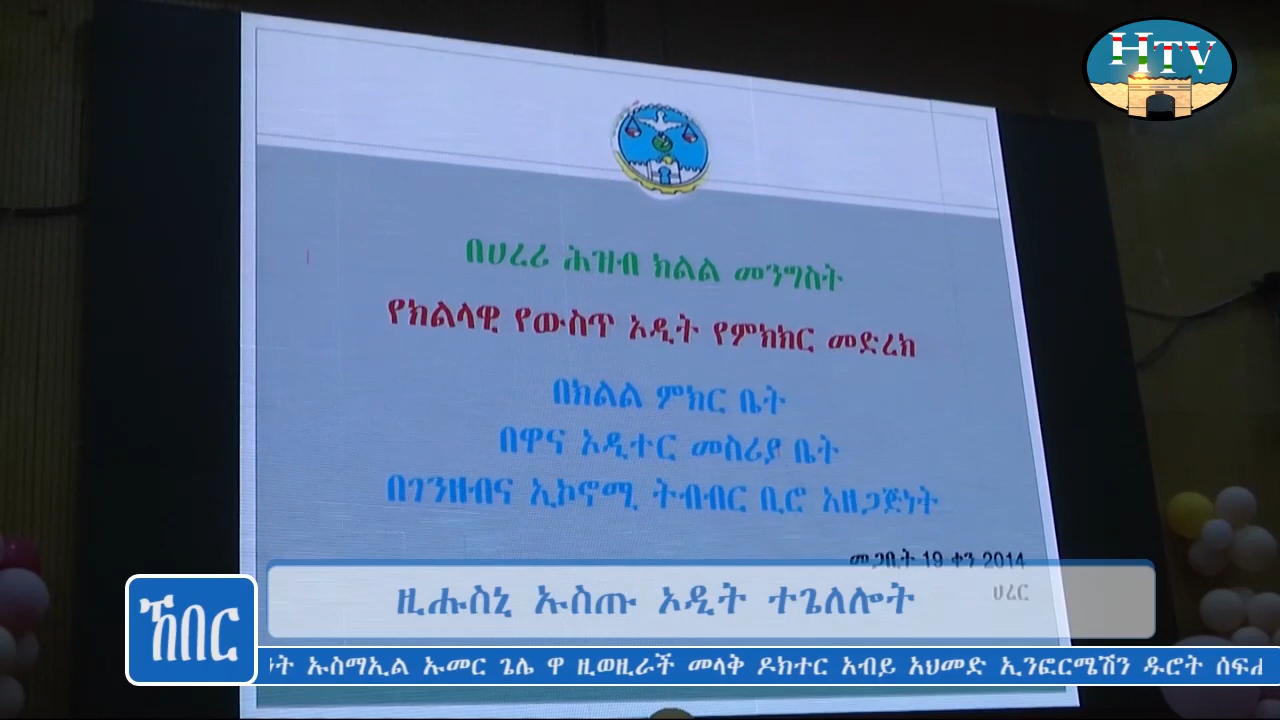 HTV
በሀረሪ ሕዝብ ክልል መንግስት
የክልላዊ የውስጥ ኦዲት የምክክር መድረክ
በክልል ምክር ቤት
በዋና ኦዲተር መስሪያ ቤት
በገንዘብና ኢኮኖሚ ትብብር ቢሮ አዘጋጅነት
መጋቢት 19 ቀን 2014
ሀረር
ዚሑስኒ ኡስጡ ኦዲት ተጌለሎት
ኸበር
ኡስማኢል ኡመር ጌሌ ዋ ዚወዚራች መላቅ ዶክተር አብይ አህመድ ኢንፎርሜሽን ዱሮት